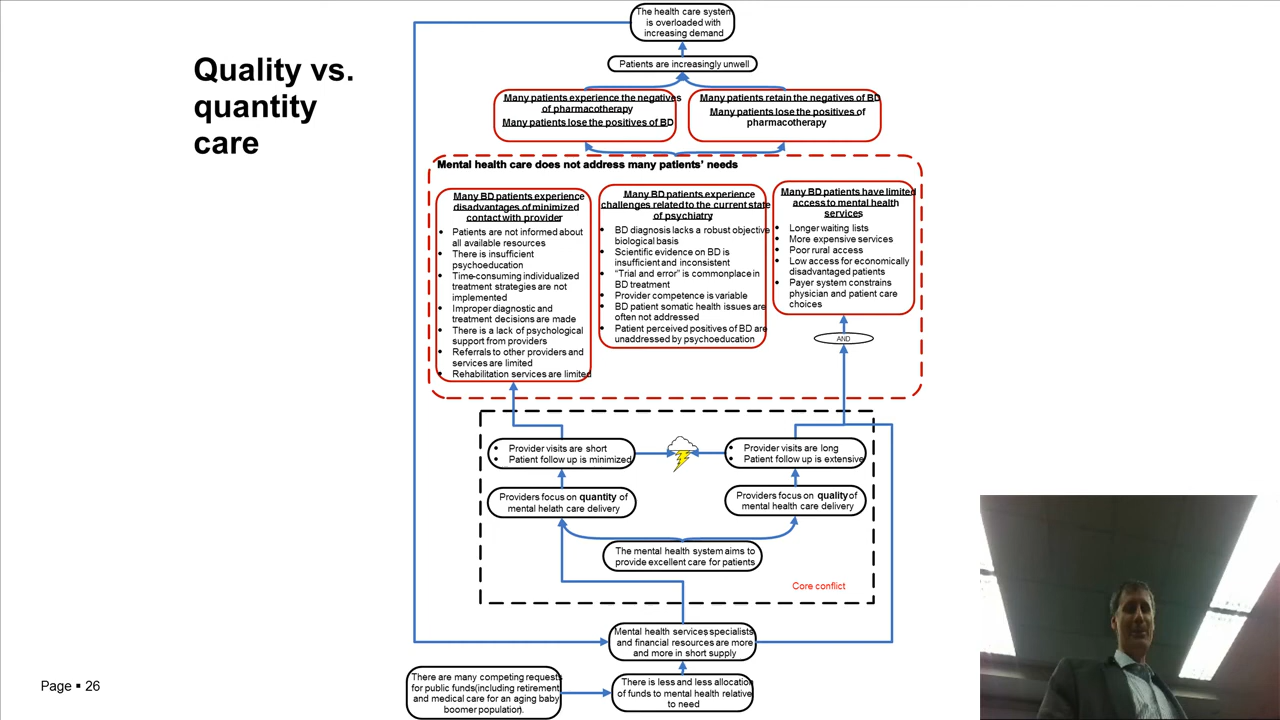 Quality vs.
quantity
care
The health care system
is overloaded with
increasing demand
Patients are increasingly unwell
Many patients experience the negatives
of pharmacotherapy
Many patients lose the positives of BD
Many patients retain the negatives of BD
Many patients lose the positives of
pharmacotherapy
Mental health care does not address many patients' needs
Many BD patients experience
disadvantages of minimized
contact with provider
• Patients are not informed about
all available resources
• There is insufficient
psychoeducation
• Time-consuming individualized
treatment strategies are not
implemented
• Improper diagnostic and
treatment decisions are made
• There is a lack of psychological
support from providers
• Referrals to other providers and
services are limited
• Rehabilitation services are limited
Many BD patients experience
challenges related to the current state
of psychiatry
• BD diagnosis lacks a robust objective
biological basis
• Scientific evidence on BD is
insufficient and inconsistent
• "Trial and error" is commonplace in
BD treatment
• Provider competence is variable
• BD patient somatic health issues are
often not addressed
• Patient perceived positives of BD are
unaddressed by psychoeducation
Many BD patients have limited
access to mental health
services
• Longer waiting lists
• More expensive services
• Poor rural access
• Low access for economically
disadvantaged patients
• Payer system constrains
physician and patient care
choices
AND
• Provider visits are short
• Patient follow up is minimized
• Provider visits are long
• Patient follow up is extensive
Providers focus on quantity of
mental helath care delivery
Providers focus on quality of
mental health care delivery
The mental health system aims to
provide excellent care for patients
Core conflict
Mental health services specialists
and financial resources are more
and more in short supply
There are many competing requests
for public funds(including retirement
and medical care for an aging baby
boomer population).
There is less and less allocation
of funds to mental health relative
to need
Page ▪ 26